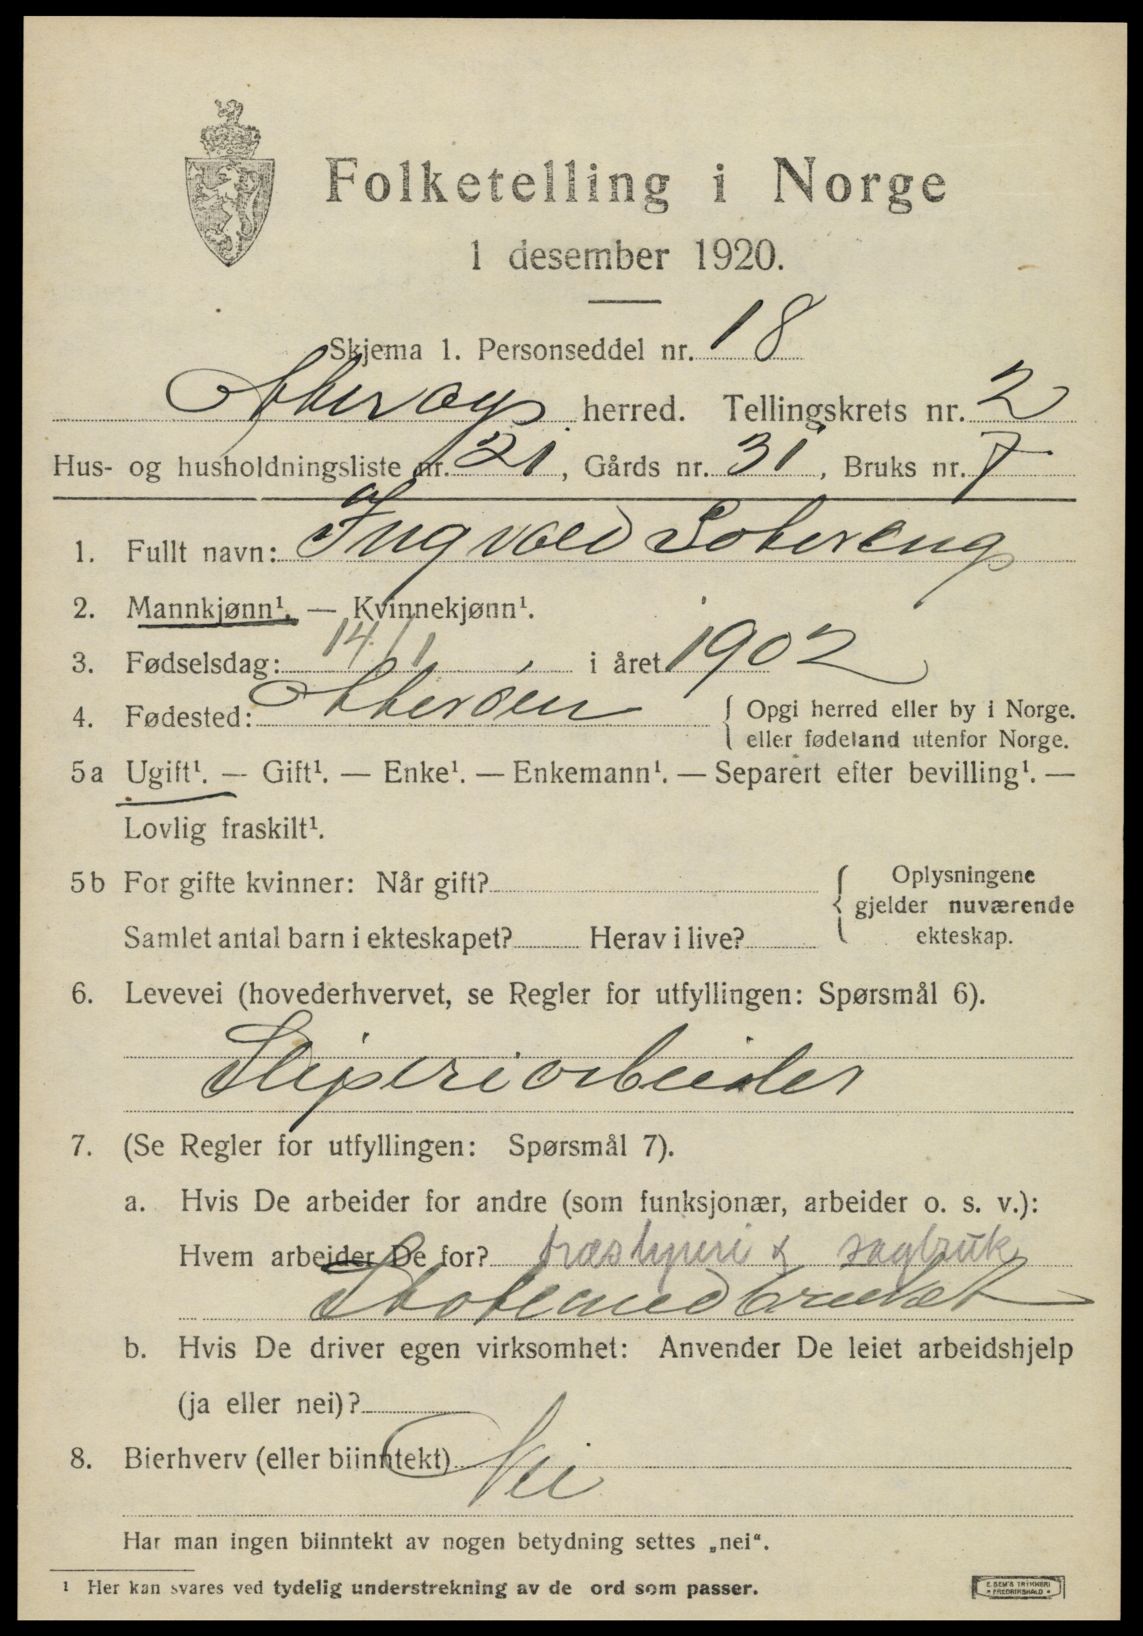 Folketelling i Norge
1 desember 1920.
Skjema 1. Personseddel nr. 18
herred. Tellingskrets nr. 2
Hus- og husholdningsliste nr. 21, Gårds nr. 31, Bruks nr. 7
1. Fullt navn: Ingvald Sotereng
2. Mannkjønn¹. — Kvinnekjønn¹.
3. Fødselsdag: 14/1 i året 1902
4. Fødested: { Opgi herred eller by i Norge.
eller fødeland utenfor Norge.
5a Ugift¹. — Gift¹. — Enke¹. — Enkemann¹. — Separert efter bevilling¹. —
Lovlig fraskilt¹.
5b For gifte kvinner: Når gift? { Oplysningene
gjelder nuværende
Samlet antal barn i ekteskapet? Herav i live? ekteskap.
6. Levevei (hovederhvervet, se Regler for utfyllingen: Spørsmål 6).
Sliperiarbeider
7. (Se Regler for utfyllingen: Spørsmål 7).
a. Hvis De arbeider for andre (som funksjonær, arbeider o. s. v.):
Hvem arbeider De for? træsliperi & sagbruk
b. Hvis De driver egen virksomhet: Anvender De leiet arbeidshjelp
(ja eller nei)?
8. Bierhverv (eller biinntekt) Nei
Har man ingen biinntekt av nogen betydning settes „nei“.
¹ Her kan svares ved tydelig understrekning av de ord som passer.
E. SEM'S TRYKKERI
FREDRIKSHALD